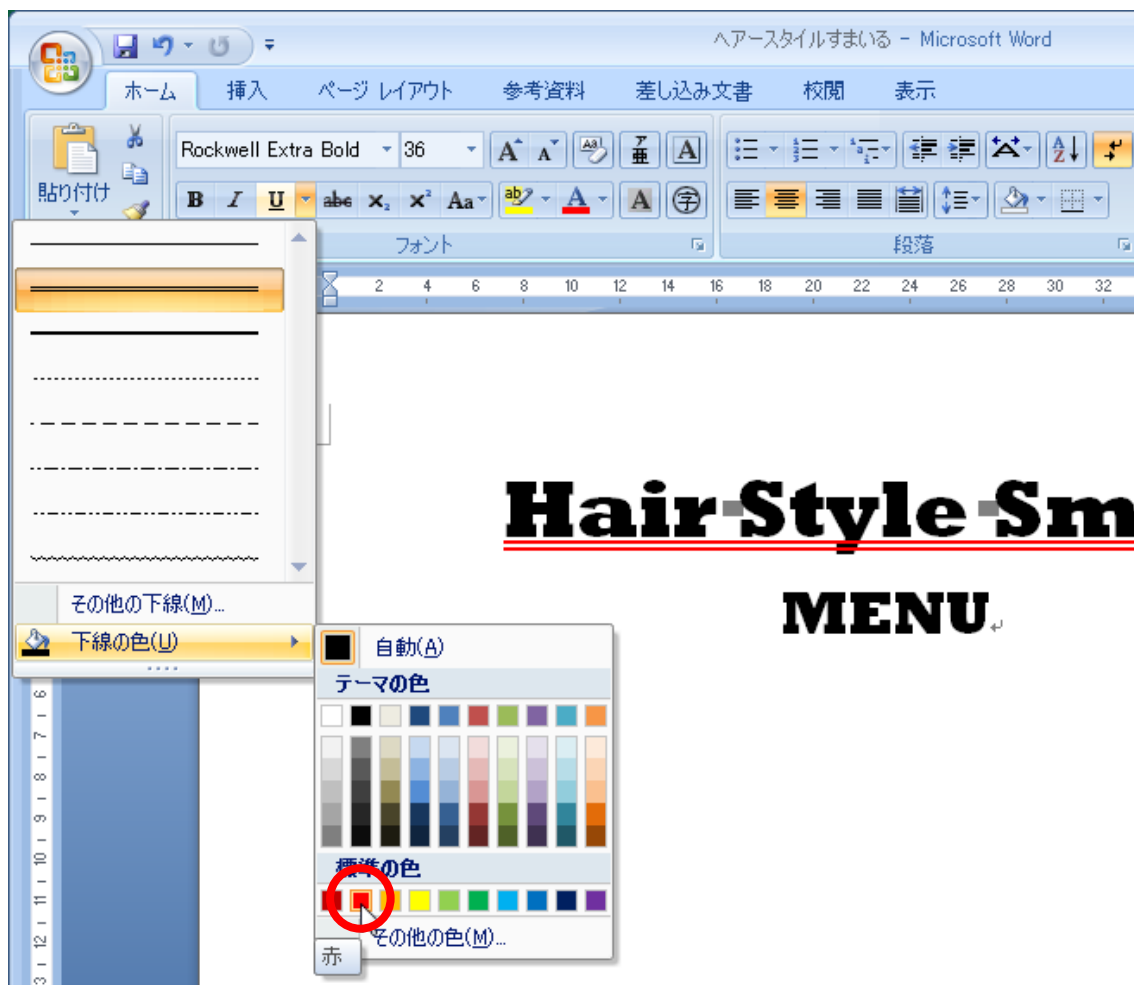 ヘアースタイルすまいる - Microsoft Word
ホーム 挿入 ページ レイアウト 参考資料 差し込み文書 校閲 表示
貼り付け
Rockwell Extra Bold 36
フォント
段落
2 4 6 8 10 12 14 16 18 20 22 24 26 28 30 32
Hair Style Sm
MENU
その他の下線(M)...
下線の色(U)
自動(A)
テーマの色
標準の色
その他の色(M)...
赤